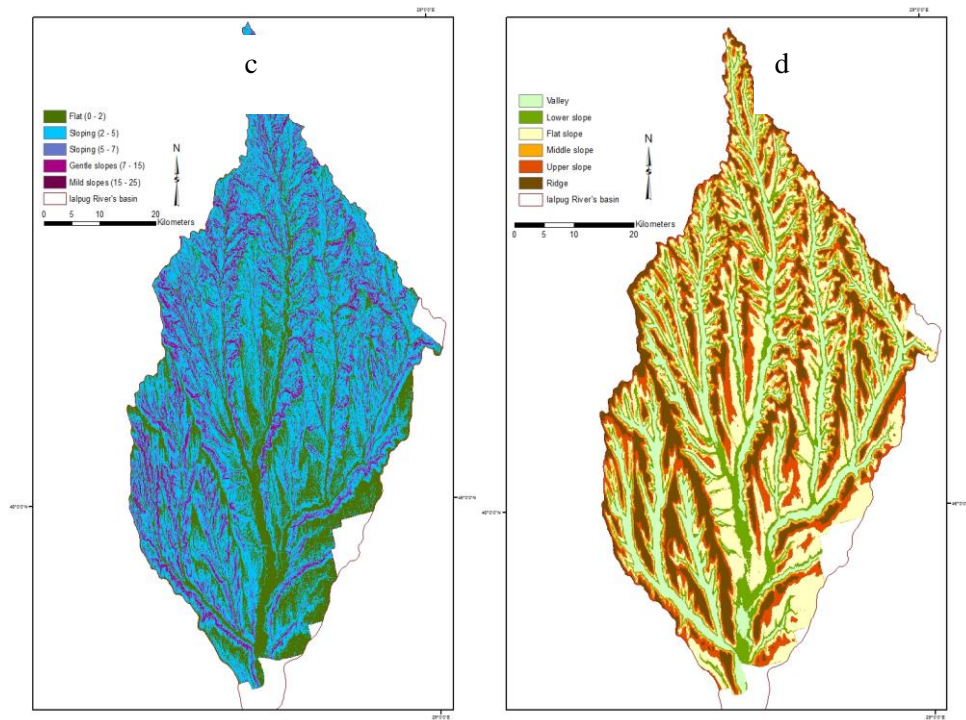 c
Flat (0 - 2)
Sloping (2 - 5)
Sloping (5 - 7)
Gentle slopes (7 - 15)
Mild slopes (15 - 25)
Ialpug River's basin
N
0 5 10 20
Kilometers
d
Valley
Lower slope
Flat slope
Middle slope
Upper slope
Ridge
Ialpug River's basin
N
0 5 10 20
Kilometers